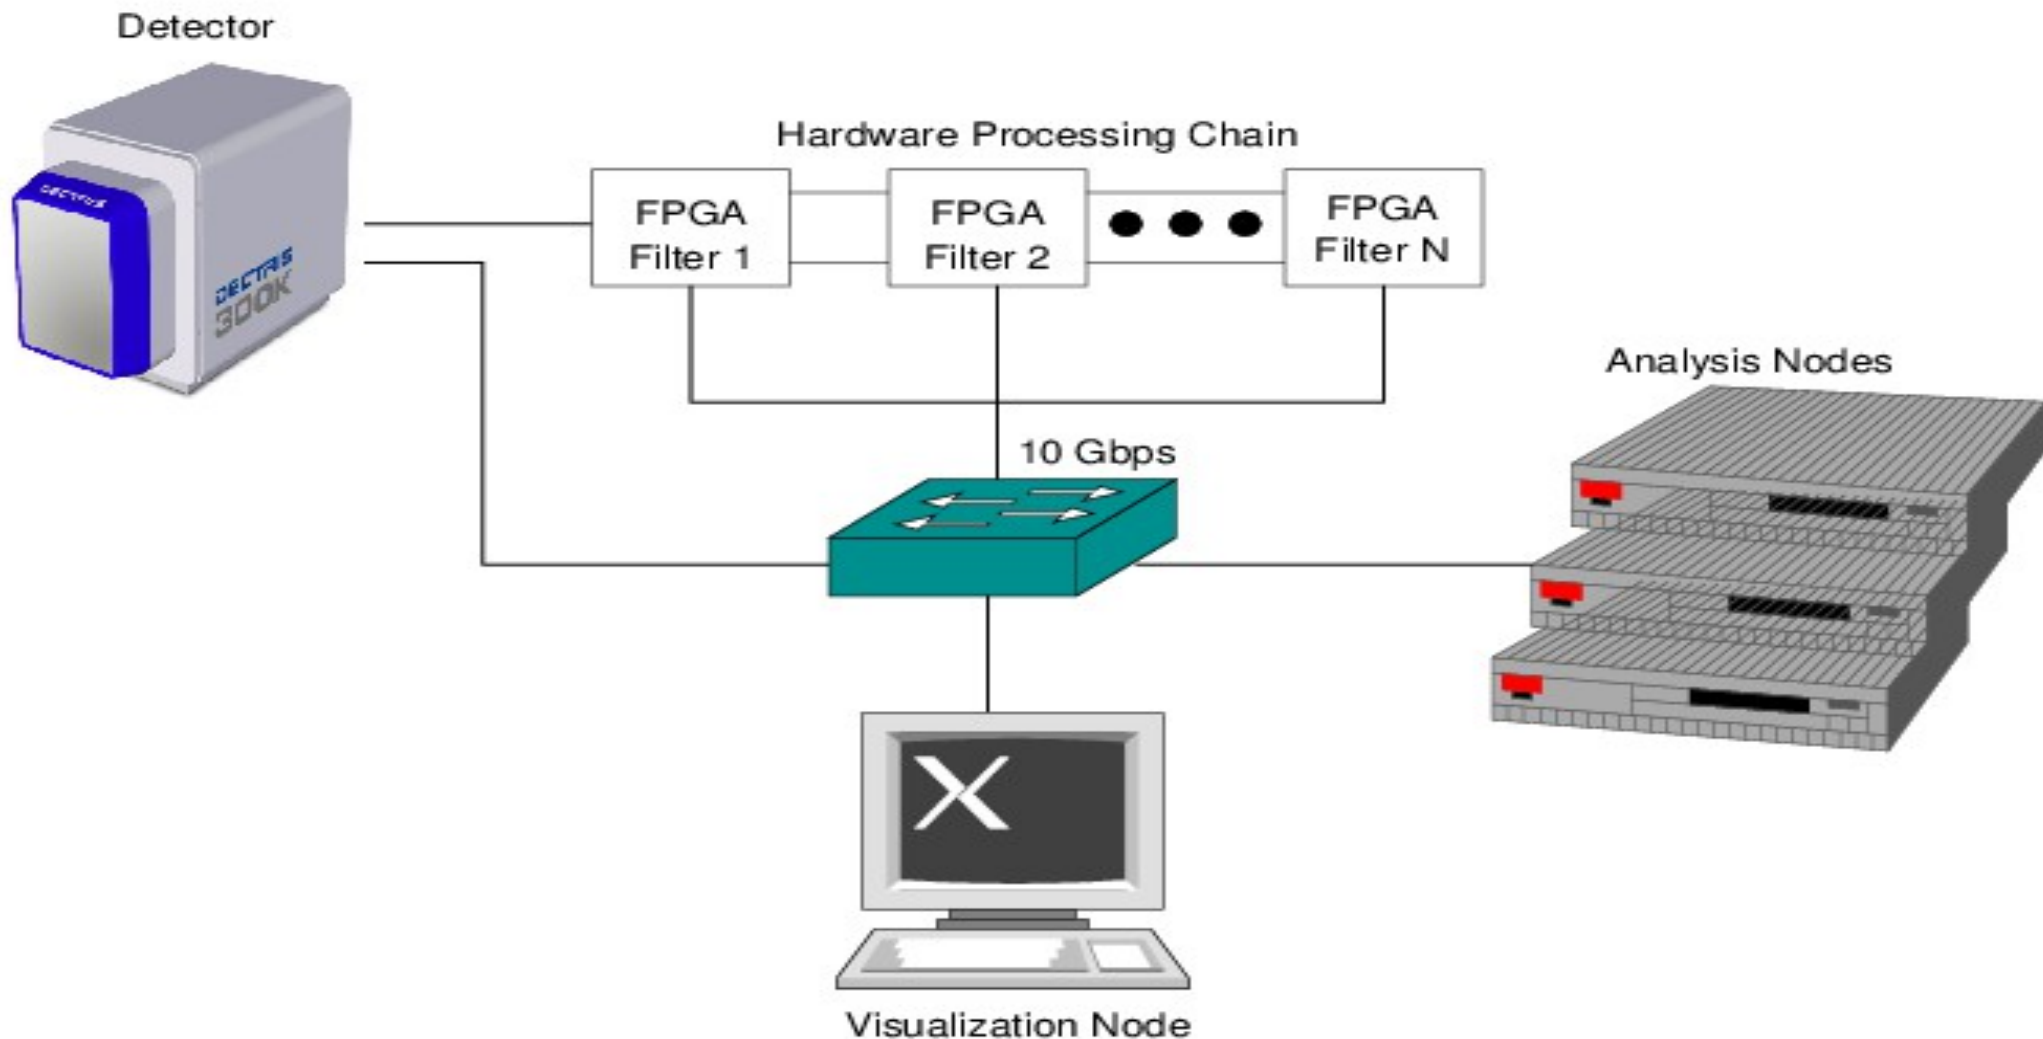 Detector
Hardware Processing Chain
FPGA
Filter 1
FPGA
Filter 2
FPGA
Filter N
DECTRIS
DECTRIS
300K
Analysis Nodes
10 Gbps
X
Visualization Node